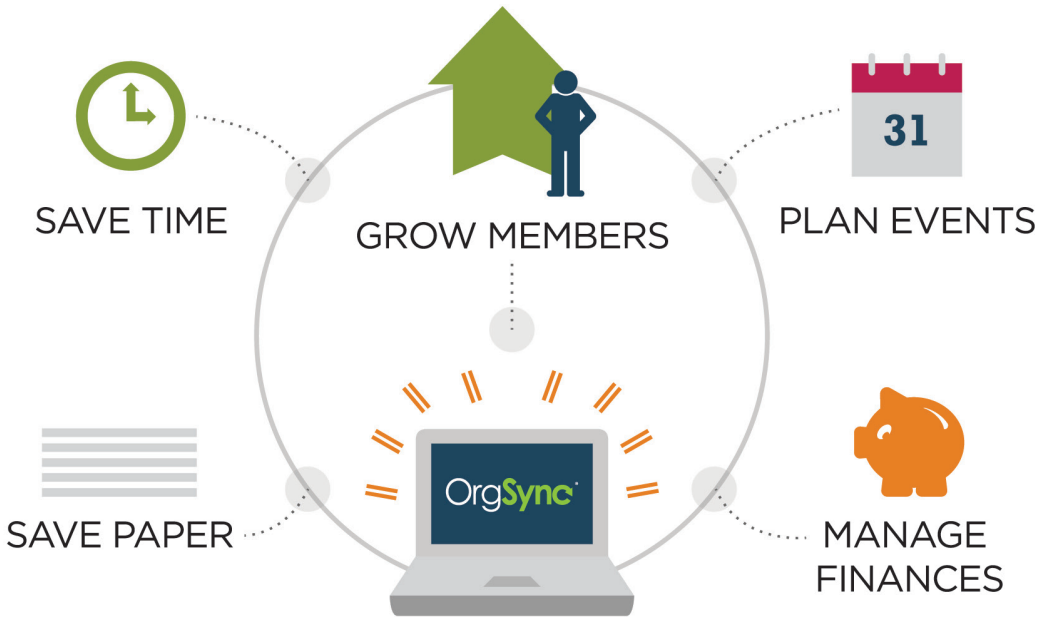 SAVE TIME
GROW MEMBERS
31
PLAN EVENTS
SAVE PAPER
OrgSync
MANAGE
FINANCES